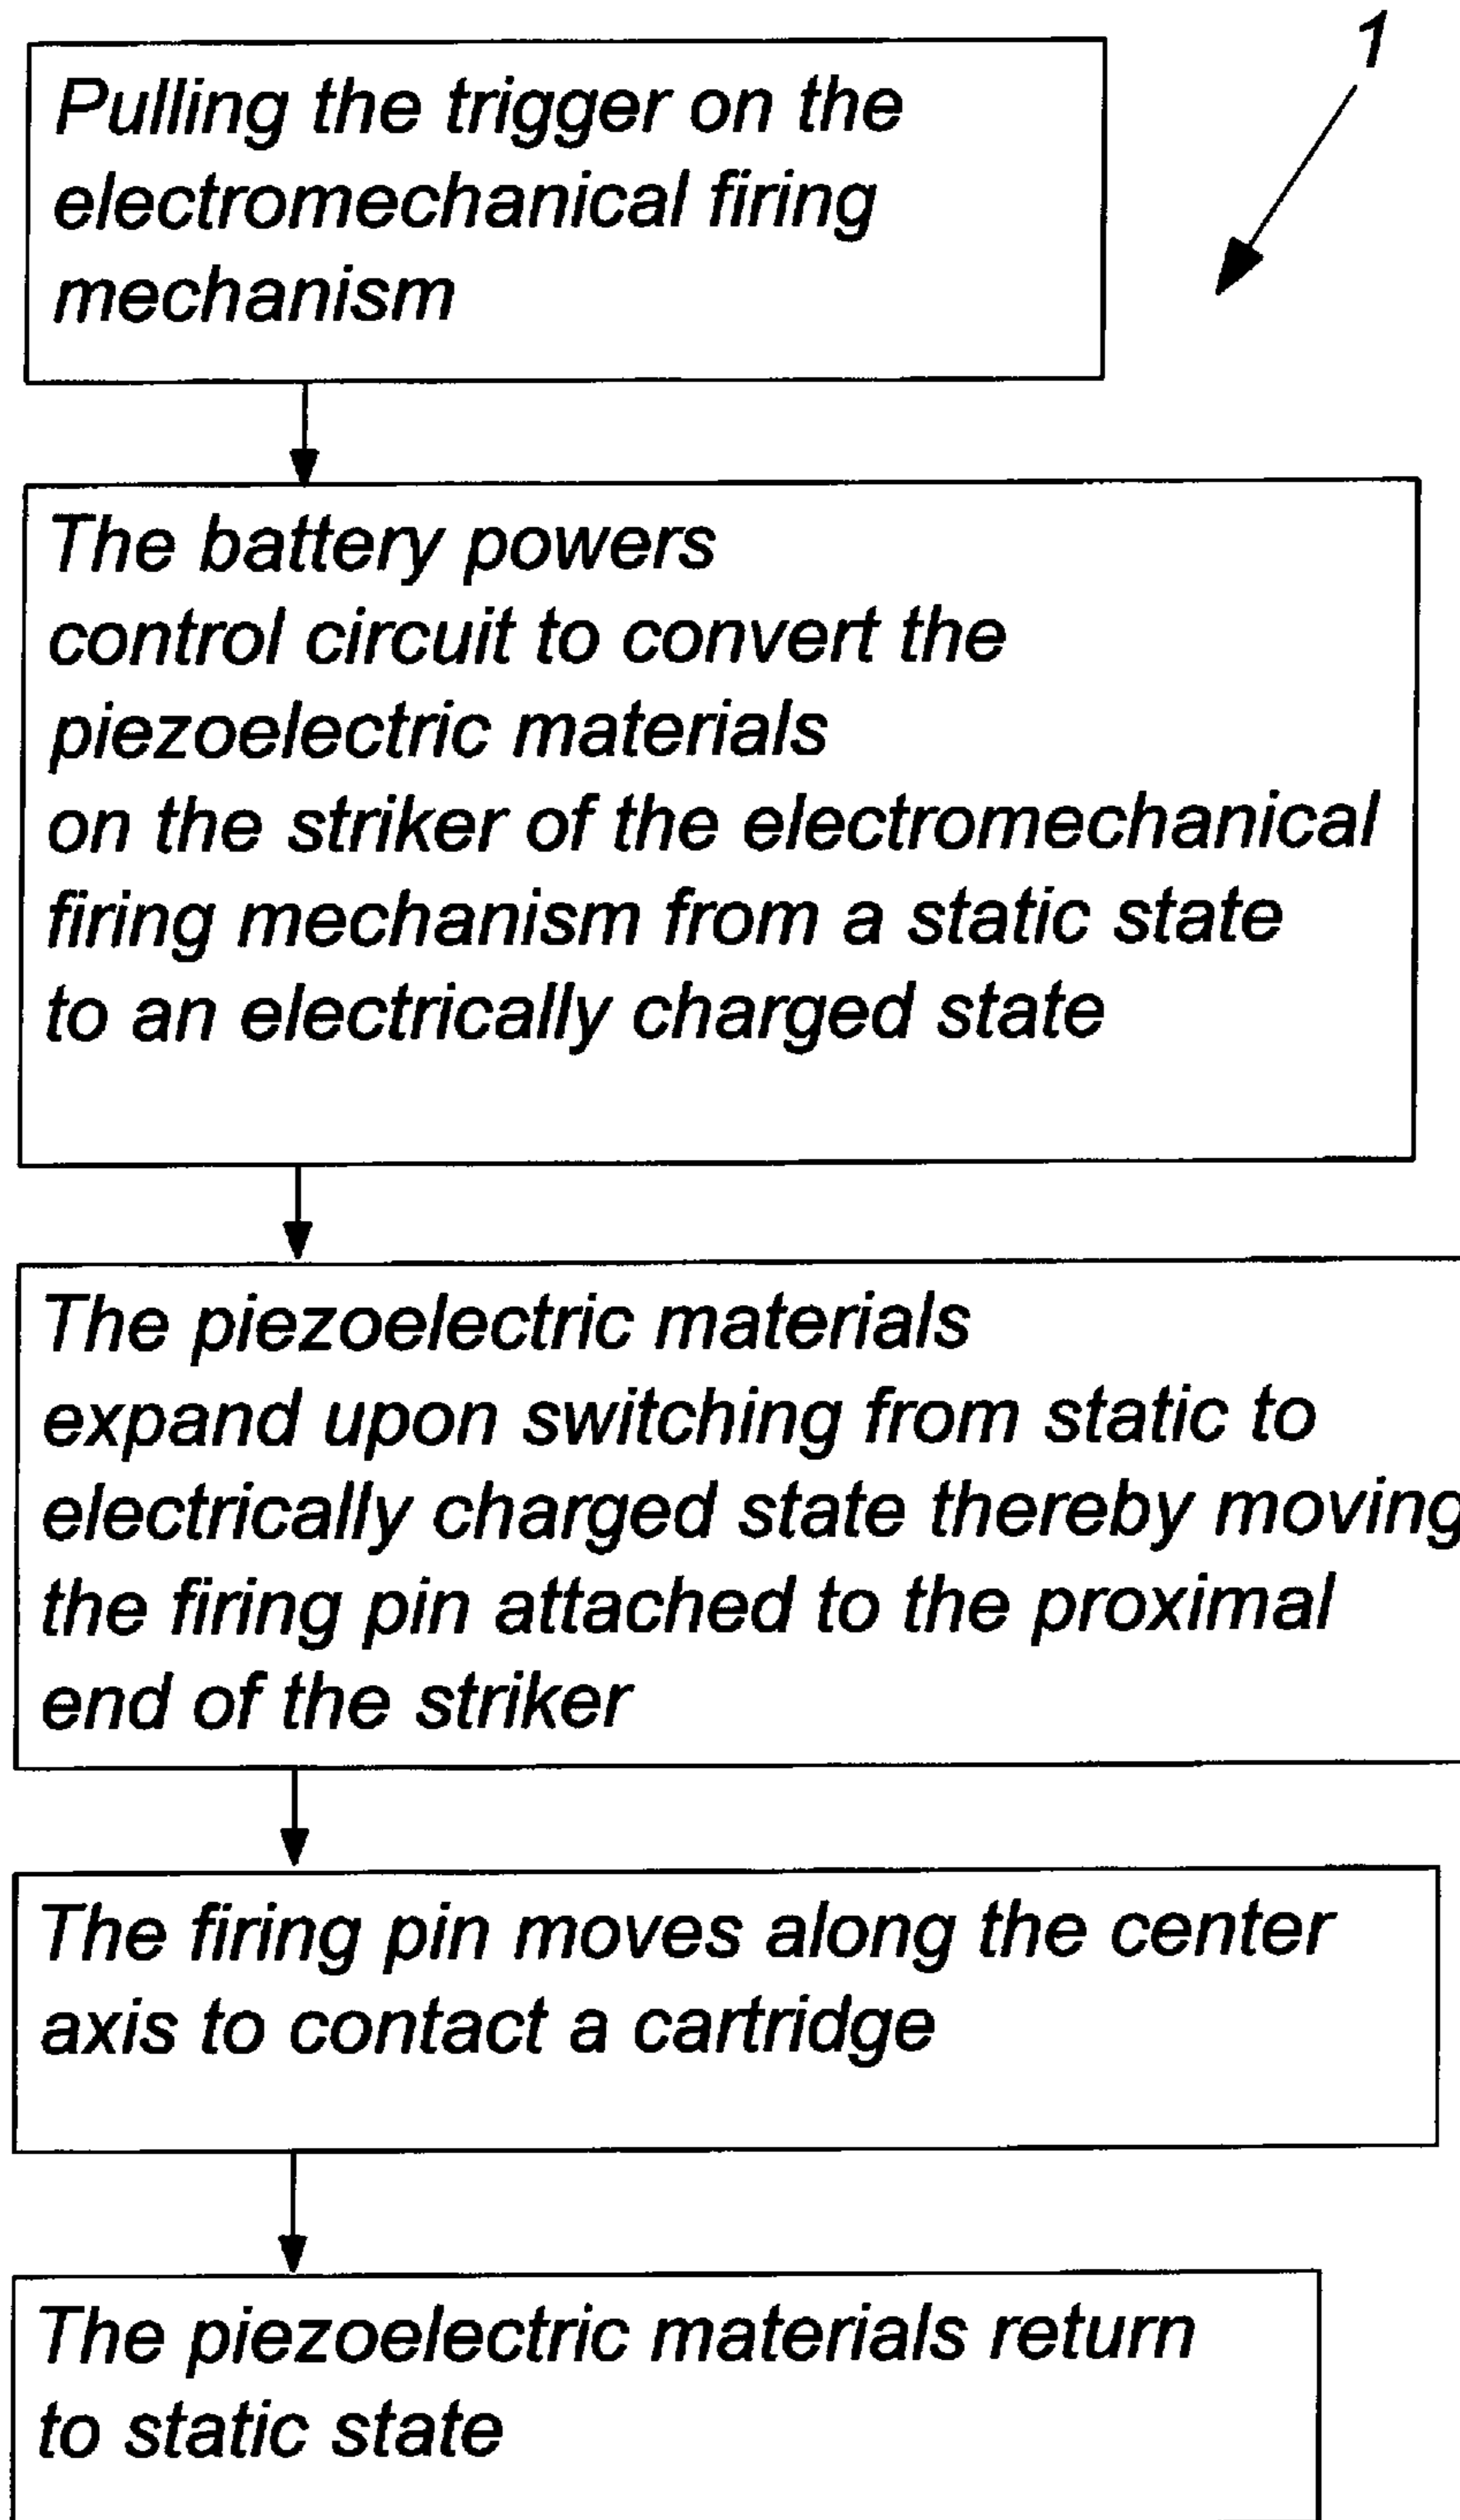 1
Pulling the trigger on the
electromechanical firing
mechanism
The battery powers
control circuit to convert the
piezoelectric materials
on the striker of the electromechanical
firing mechanism from a static state
to an electrically charged state
The piezoelectric materials
expand upon switching from static to
electrically charged state thereby moving
the firing pin attached to the proximal
end of the striker
The firing pin moves along the center
axis to contact a cartridge
The piezoelectric materials return
to static state